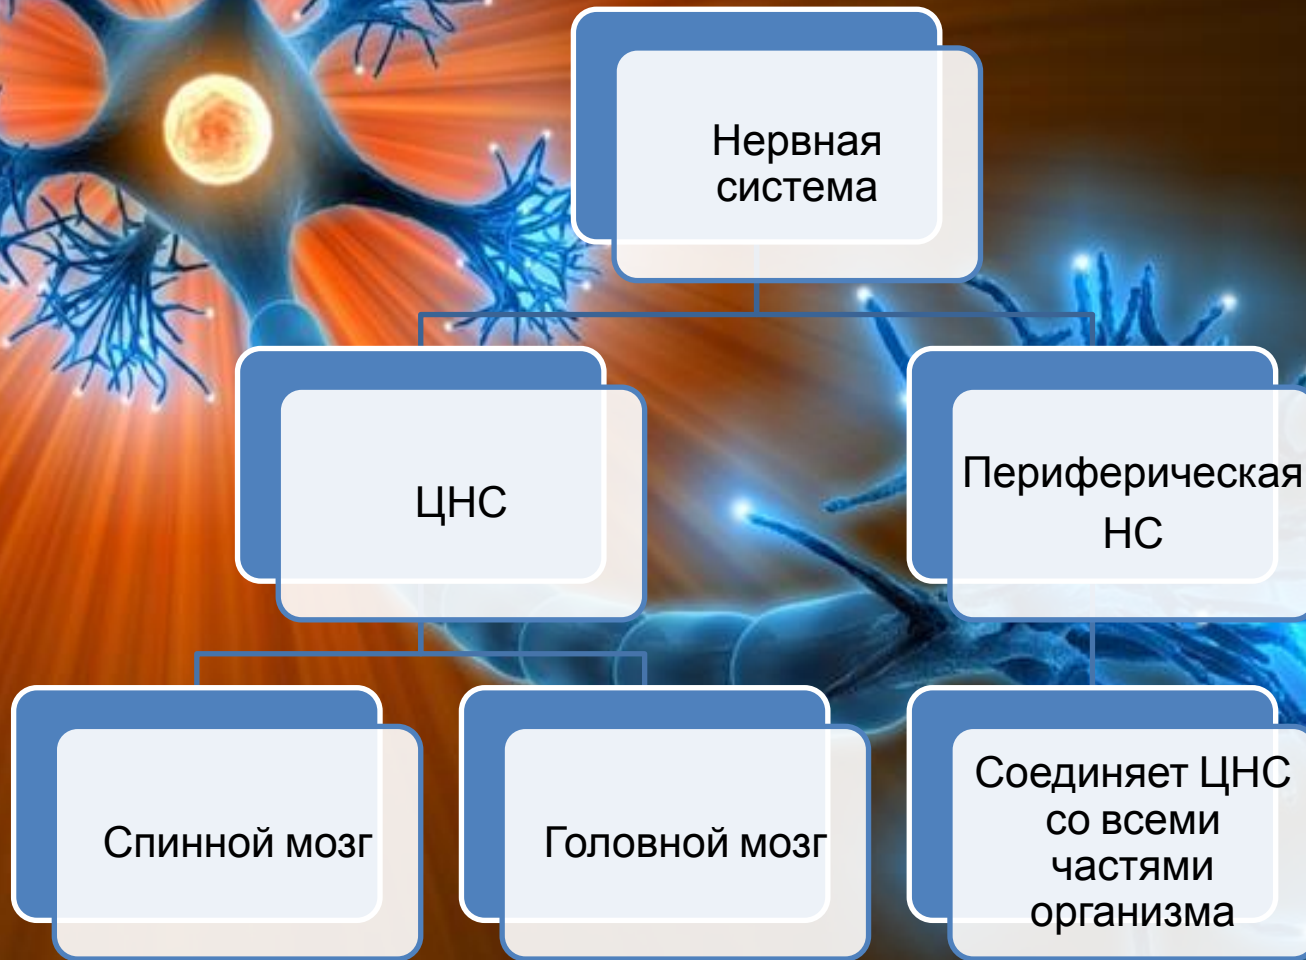 Нервная
система
ЦНС
Периферическая
НС
Спинной мозг
Головной мозг
Соединяет ЦНС
со всеми
частями
организма